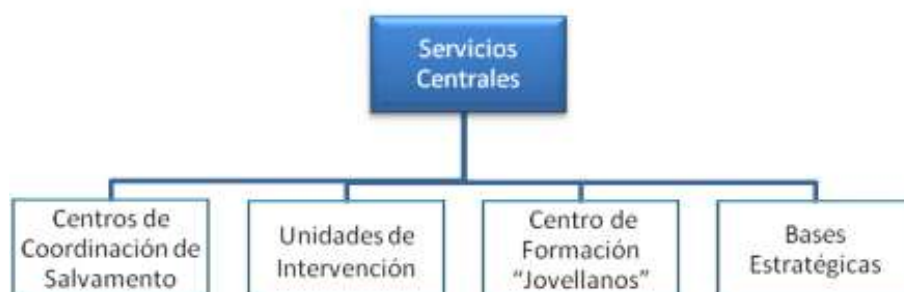 Servicios
Centrales
Centros de
Coordinación de
Salvamento
Unidades de
Intervención
Centro de
Formación
“Jovellanos”
Bases
Estratégicas